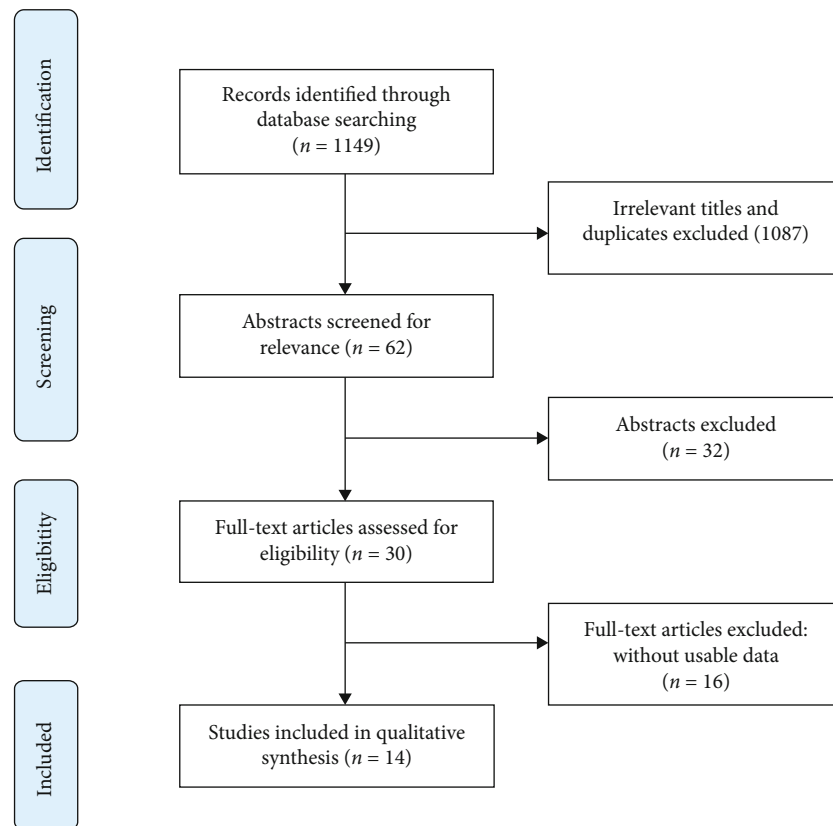 Identification
Records identified through
database searching
(n = 1149)
Irrelevant titles and
duplicates excluded (1087)
Screening
Abstracts screened for
relevance (n = 62)
Abstracts excluded
(n = 32)
Eligibitity
Full-text articles assessed for
eligibility (n = 30)
Full-text articles excluded:
without usable data
(n = 16)
Included
Studies included in qualitative
synthesis (n = 14)